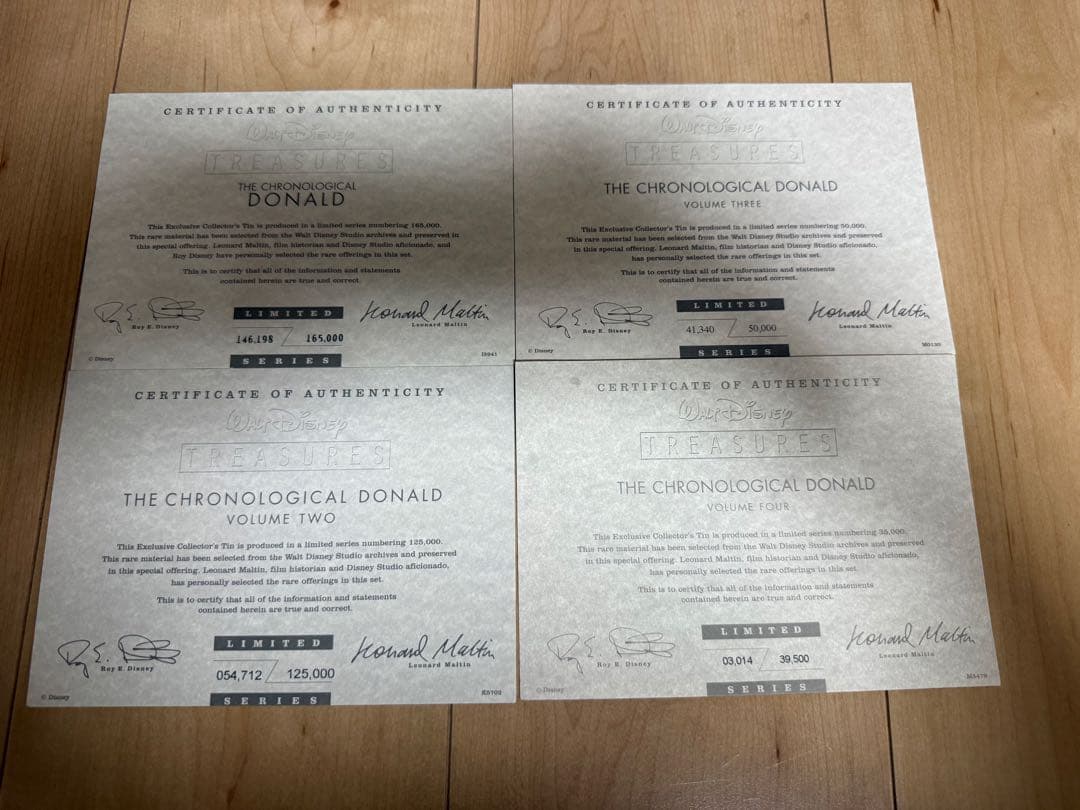 CERTIFICATE OF AUTHENTICITY
WALT DISNEY
TREASURES
THE CHRONOLOGICAL
DONALD
This Exclusive Collector's Tin is produced in a limited series numbering 165,000.
This rare material has been selected from the Walt Disney Studio archives and preserved in
this special offering. Leonard Maltin, film historian and Disney Studio aficionado, and
Roy Disney have personally selected the rare offerings in this set.
This is to certify that all of the information and statements
contained herein are true and correct.
Roy E. Disney
LIMITED
146,198 / 165,000
SERIES
Leonard Maltin
Leonard Maltin
© Disney
CERTIFICATE OF AUTHENTICITY
WALT DISNEY
TREASURES
THE CHRONOLOGICAL DONALD
VOLUME THREE
This Exclusive Collector's Tin is produced in a limited series numbering 50,000.
This rare material has been selected from the Walt Disney Studio archives and preserved
in this special offering. Leonard Maltin, film historian and Disney Studio aficionado,
has personally selected the rare offerings in this set.
This is to certify that all of the information and statements
contained herein are true and correct.
Roy E. Disney
LIMITED
41,340 / 50,000
SERIES
Leonard Maltin
Leonard Maltin
© Disney
CERTIFICATE OF AUTHENTICITY
WALT DISNEY
TREASURES
THE CHRONOLOGICAL DONALD
VOLUME TWO
This Exclusive Collector's Tin is produced in a limited series numbering 125,000.
This rare material has been selected from the Walt Disney Studio archives and preserved
in this special offering. Leonard Maltin, film historian and Disney Studio aficionado,
has personally selected the rare offerings in this set.
This is to certify that all of the information and statements
contained herein are true and correct.
Roy E. Disney
LIMITED
054,712 / 125,000
SERIES
Leonard Maltin
Leonard Maltin
© Disney
CERTIFICATE OF AUTHENTICITY
WALT DISNEY
TREASURES
THE CHRONOLOGICAL DONALD
VOLUME FOUR
This Exclusive Collector's Tin is produced in a limited series numbering
This rare material has been selected from the Walt Disney Studio archives and preserved
in this special offering. Leonard Maltin, film historian and Disney Studio aficionado,
has personally selected the rare offerings in this set.
This is to certify that all of the information and statements
contained herein are true and correct.
Roy E. Disney
LIMITED
03,014 / 39,500
SERIES
Leonard Maltin
Leonard Maltin
© Disney